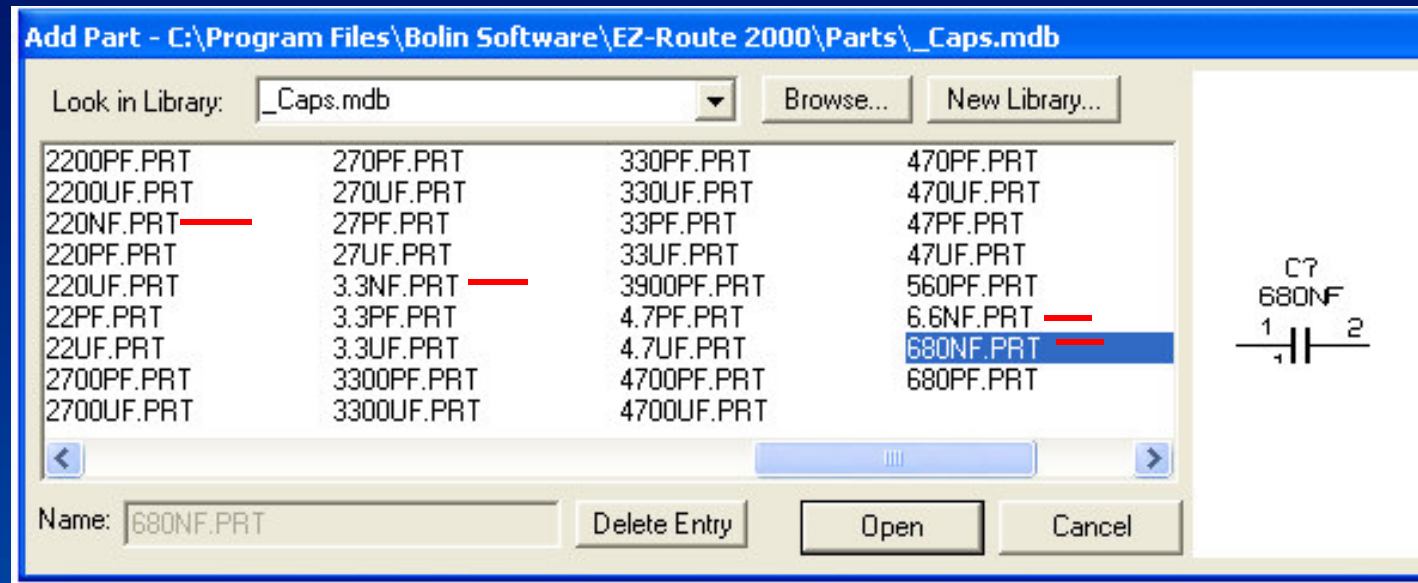 Add Part - C:\Program Files\Bolin Software\EZ-Route 2000\Parts\_Caps.mdb
Look in Library: _Caps.mdb Browse... New Library...
2200PF.PRT 270PF.PRT 330PF.PRT 470PF.PRT
2200UF.PRT 270UF.PRT 330UF.PRT 470UF.PRT
220NF.PRT 27PF.PRT 33PF.PRT 47PF.PRT
220PF.PRT 27UF.PRT 33UF.PRT 47UF.PRT
220UF.PRT 3.3NF.PRT 3900PF.PRT 560PF.PRT
22PF.PRT 3.3PF.PRT 4.7PF.PRT 6.6NF.PRT
22UF.PRT 3.3UF.PRT 4.7UF.PRT 680NF.PRT
2700PF.PRT 3300PF.PRT 4700PF.PRT 680PF.PRT
2700UF.PRT 3300UF.PRT 4700UF.PRT
C?
680NF
1 2
1
Name: 680NF.PRT Delete Entry Open Cancel